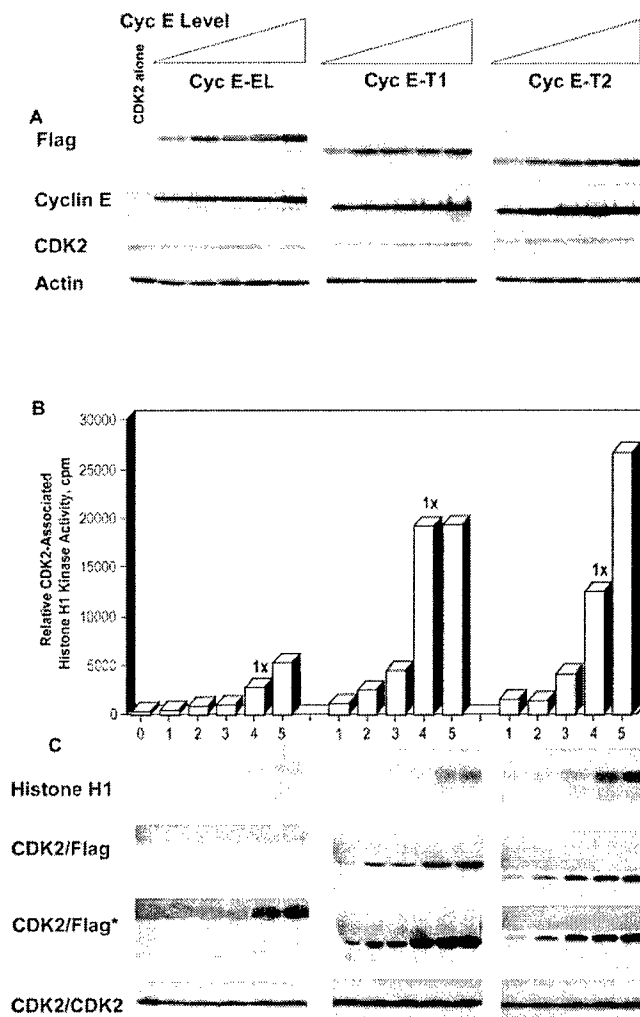 Cyc E Level
CDK2 alone
Cyc E-EL
Cyc E-T1
Cyc E-T2
A
Flag
Cyclin E
CDK2
Actin
B
Relative CDK2-Associated
Histone H1 Kinase Activity, cpm
30000
25000
20000
15000
10000
5000
0
1x
1x
1x
0 1 2 3 4 5 1 2 3 4 5 1 2 3 4 5
C
Histone H1
CDK2/Flag
CDK2/Flag*
CDK2/CDK2